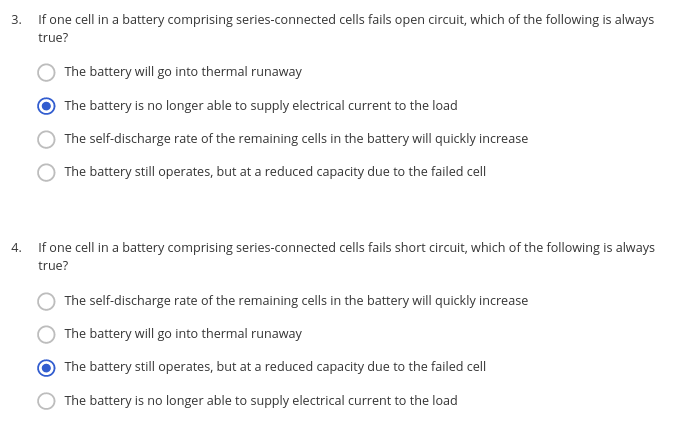 3. If one cell in a battery comprising series-connected cells fails open circuit, which of the following is always
true?
The battery will go into thermal runaway
The battery is no longer able to supply electrical current to the load
The self-discharge rate of the remaining cells in the battery will quickly increase
The battery still operates, but at a reduced capacity due to the failed cell
4. If one cell in a battery comprising series-connected cells fails short circuit, which of the following is always
true?
The self-discharge rate of the remaining cells in the battery will quickly increase
The battery will go into thermal runaway
The battery still operates, but at a reduced capacity due to the failed cell
The battery is no longer able to supply electrical current to the load